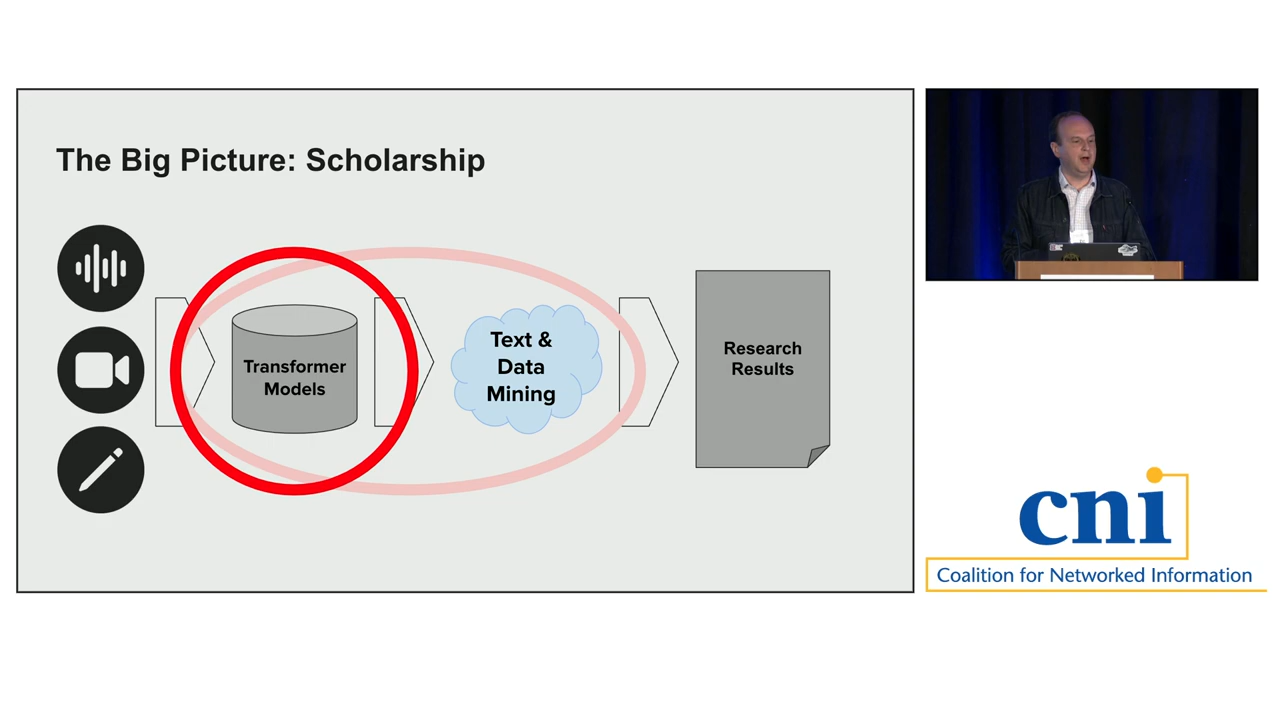 The Big Picture: Scholarship
Transformer
Models
Text &
Data
Mining
Research
Results
cni
Coalition for Networked Information